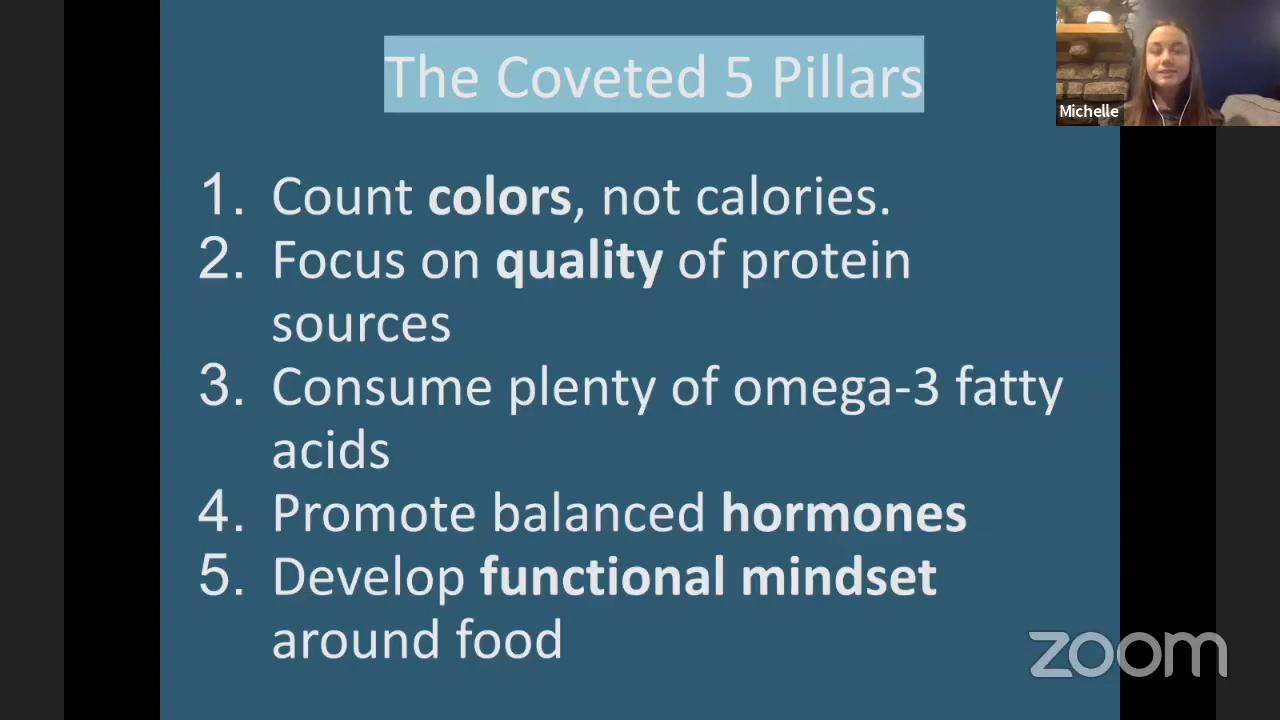 The Coveted 5 Pillars
Michelle
1. Count colors, not calories.
2. Focus on quality of protein
sources
3. Consume plenty of omega-3 fatty
acids
4. Promote balanced hormones
5. Develop functional mindset
around food
zoom